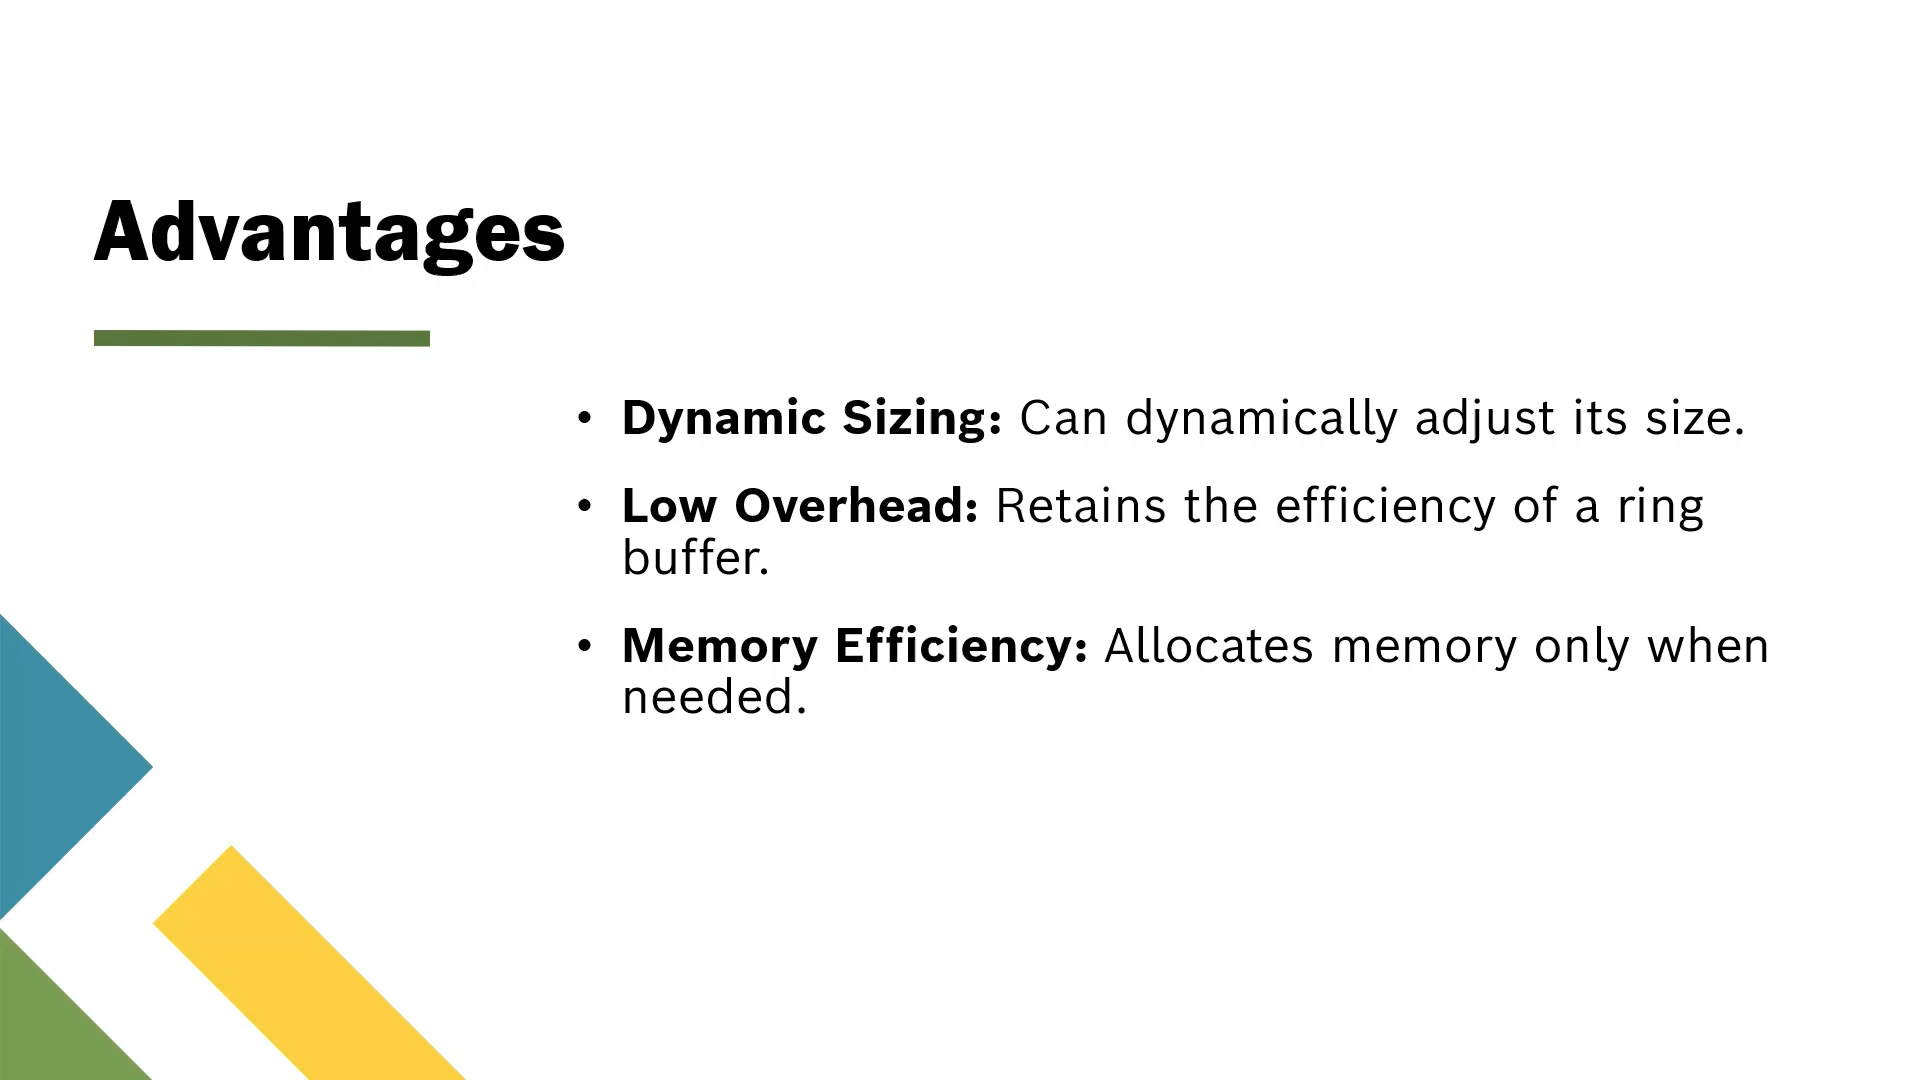 Advantages
• Dynamic Sizing: Can dynamically adjust its size.
• Low Overhead: Retains the efficiency of a ring
buffer.
• Memory Efficiency: Allocates memory only when
needed.